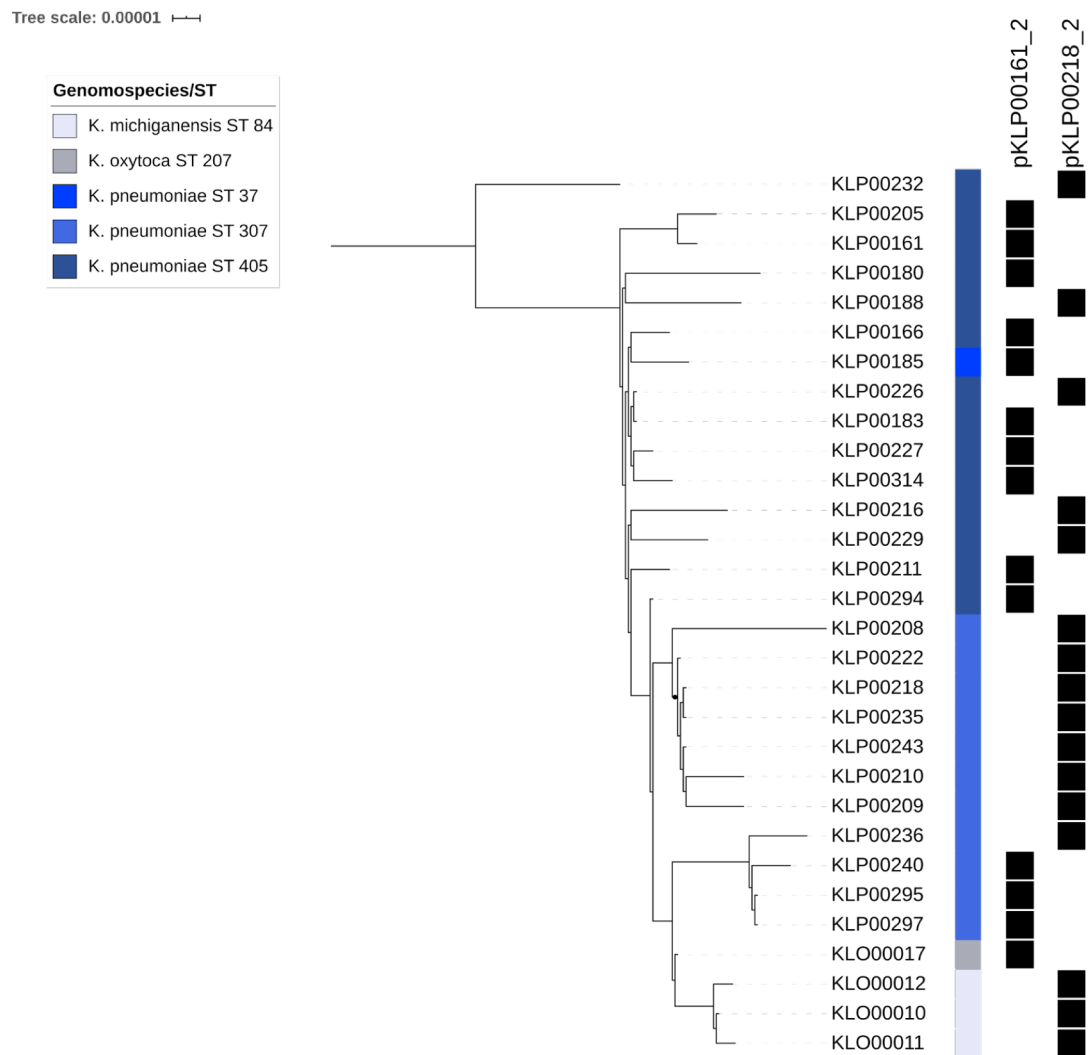 Tree scale: 0.00001
pKLP00161_2
pKLP00218_2
Genomospecies/ST
K. michiganensis ST 84
K. oxytoca ST 207
K. pneumoniae ST 37
K. pneumoniae ST 307
K. pneumoniae ST 405
KLP00232
KLP00205
KLP00161
KLP00180
KLP00188
KLP00166
KLP00185
KLP00226
KLP00183
KLP00227
KLP00314
KLP00216
KLP00229
KLP00211
KLP00294
KLP00208
KLP00222
KLP00218
KLP00235
KLP00243
KLP00210
KLP00209
KLP00236
KLP00240
KLP00295
KLP00297
KLO00017
KLO00012
KLO00010
KLO00011